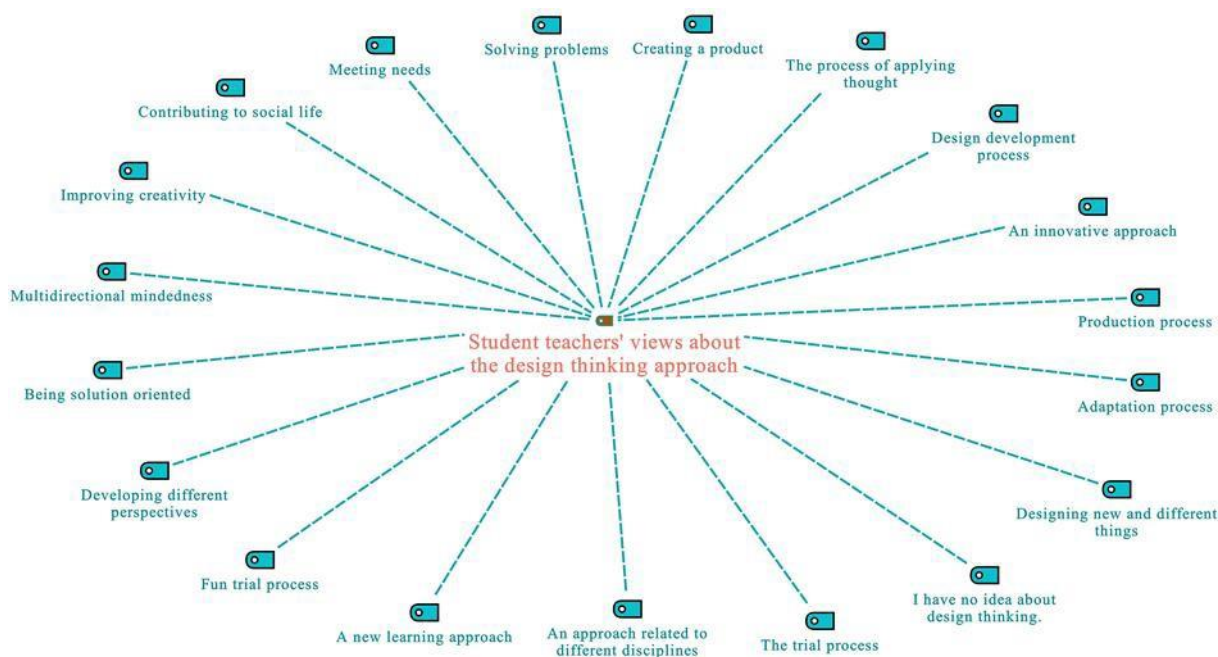 Solving problems
Creating a product
Meeting needs
The process of applying
thought
Contributing to social life
Design development
process
Improving creativity
An innovative approach
Multidirectional mindedness
Production process
Student teachers' views about
the design thinking approach
Being solution oriented
Adaptation process
Developing different
perspectives
Designing new and different
things
Fun trial process
I have no idea about
design thinking.
A new learning approach
An approach related to
different disciplines
The trial process